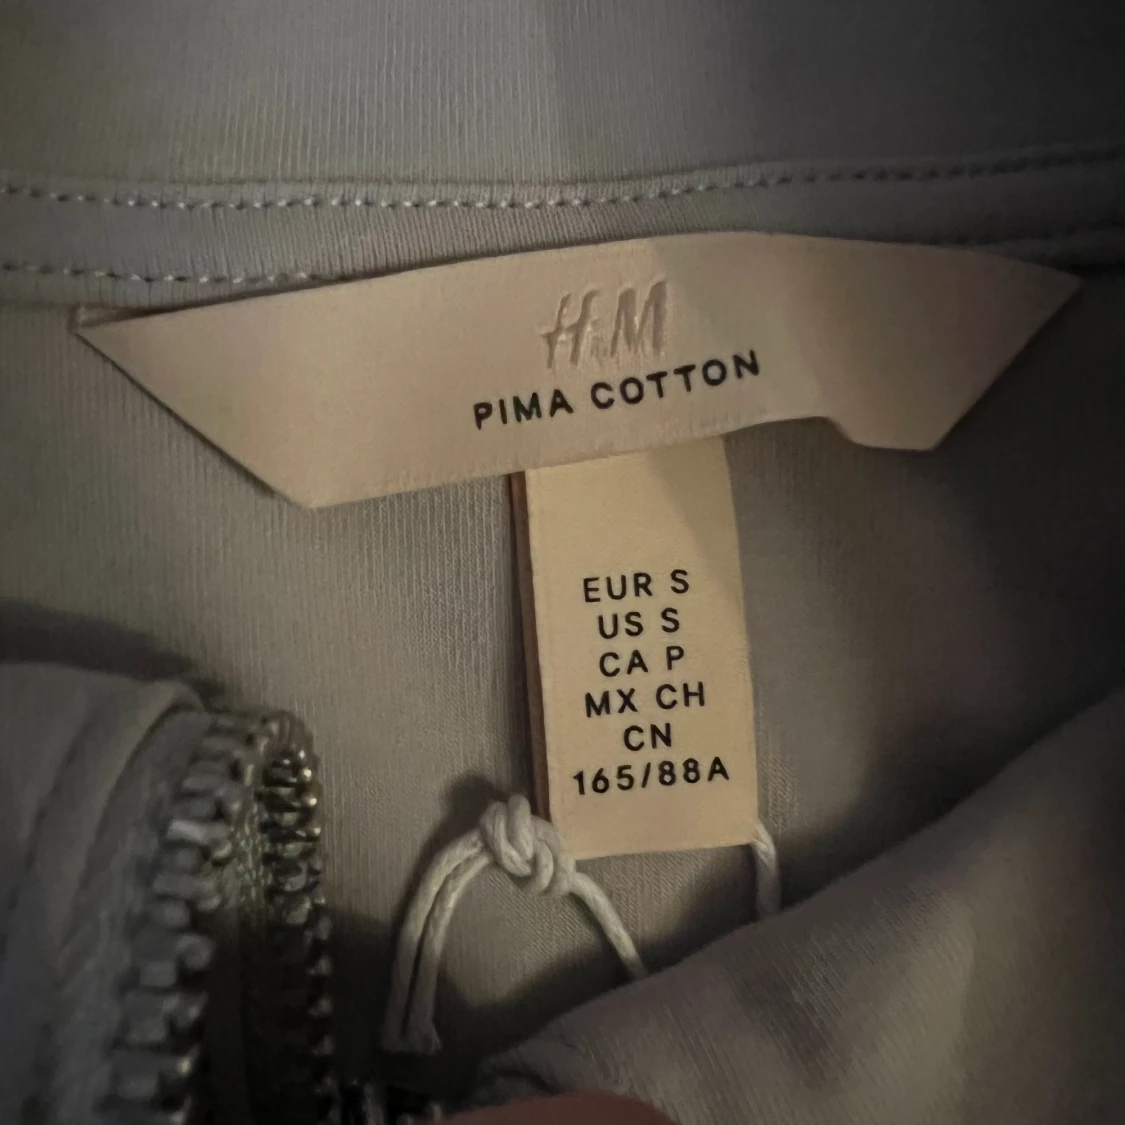 H&M
PIMA COTTON
EUR S
US S
CA P
MX CH
CN
165/88A